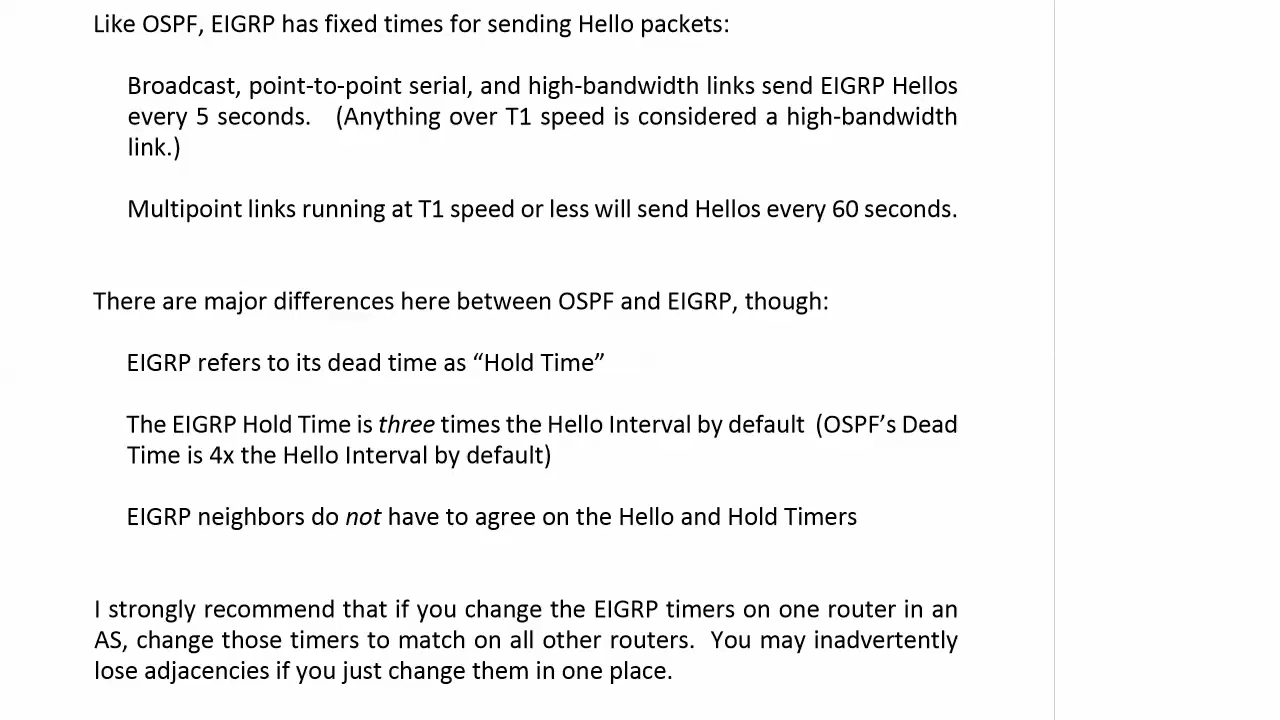 Like OSPF, EIGRP has fixed times for sending Hello packets:
Broadcast, point-to-point serial, and high-bandwidth links send EIGRP Hellos
every 5 seconds.   (Anything over T1 speed is considered a high-bandwidth
link.)
Multipoint links running at T1 speed or less will send Hellos every 60 seconds.
There are major differences here between OSPF and EIGRP, though:
EIGRP refers to its dead time as “Hold Time”
The EIGRP Hold Time is three times the Hello Interval by default  (OSPF’s Dead
Time is 4x the Hello Interval by default)
EIGRP neighbors do not have to agree on the Hello and Hold Timers
I strongly recommend that if you change the EIGRP timers on one router in an
AS, change those timers to match on all other routers.  You may inadvertently
lose adjacencies if you just change them in one place.